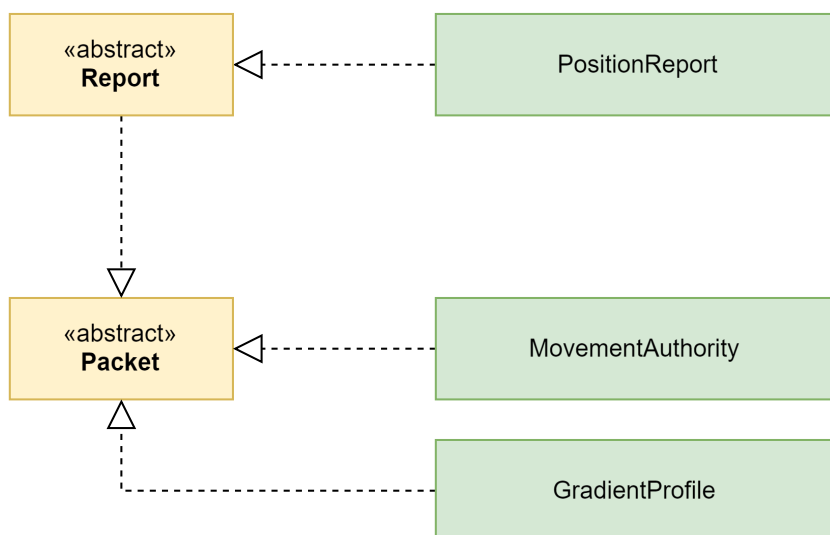 «abstract»
Report
PositionReport
«abstract»
Packet
MovementAuthority
GradientProfile